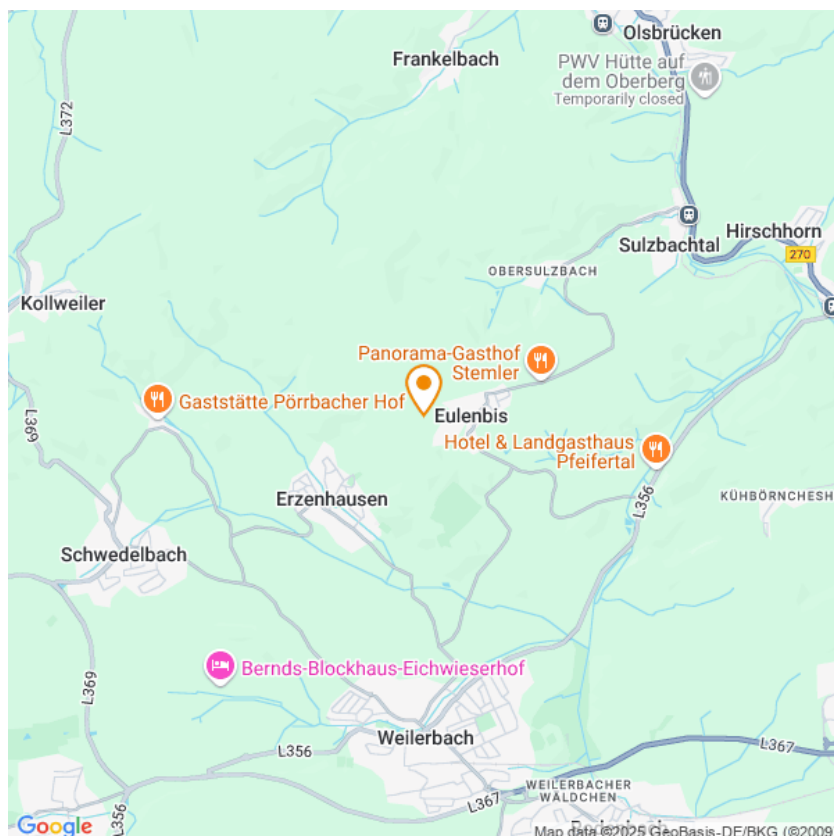 Olsbrücken
Frankelbach
PWV Hütte auf
dem Oberberg
Temporarily closed
L372
Sulzbachtal
Hirschhorn
270
OBERSULZBACH
Kollweiler
Panorama-Gasthof
Stemler
Gaststätte Pörrbacher Hof
Eulenbis
L369
Hotel & Landgasthaus
Pfeifertal
L356
KÜHBÖRNCHESH
Erzenhausen
Schwedelbach
Bernds-Blockhaus-Eichwieserhof
L369
Weilerbach
L356
L367
WEILERBACHER
WÄLDCHEN
L367
L356
Google
Map data ©2025 GeoBasis-DE/BKG (©2009